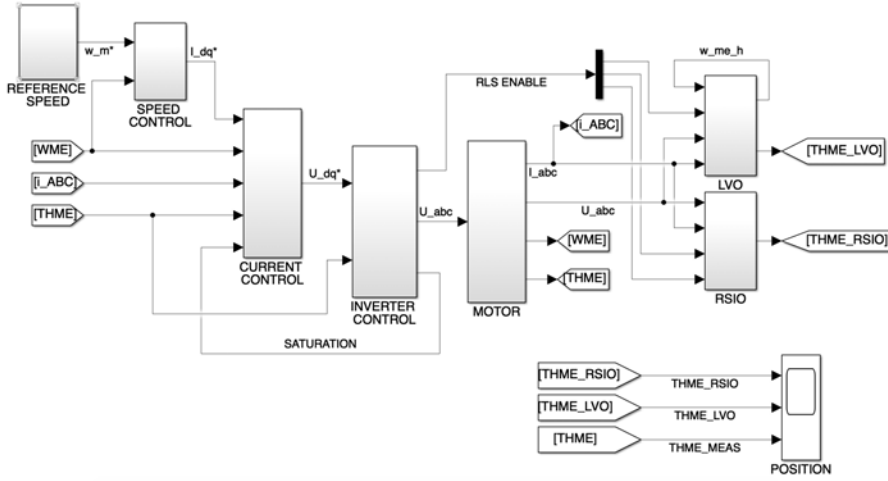 w_m*
I_dq*
REFERENCE
SPEED
SPEED
CONTROL
[WME]
[i_ABC]
[THME]
U_dq*
CURRENT
CONTROL
U_abc
INVERTER
CONTROL
SATURATION
RLS ENABLE
[i_ABC]
I_abc
U_abc
[WME]
[THME]
MOTOR
w_me_h
[THME_LVO]
LVO
[THME_RSIO]
RSIO
[THME_RSIO]
THME_RSIO
[THME_LVO]
THME_LVO
[THME]
THME_MEAS
POSITION